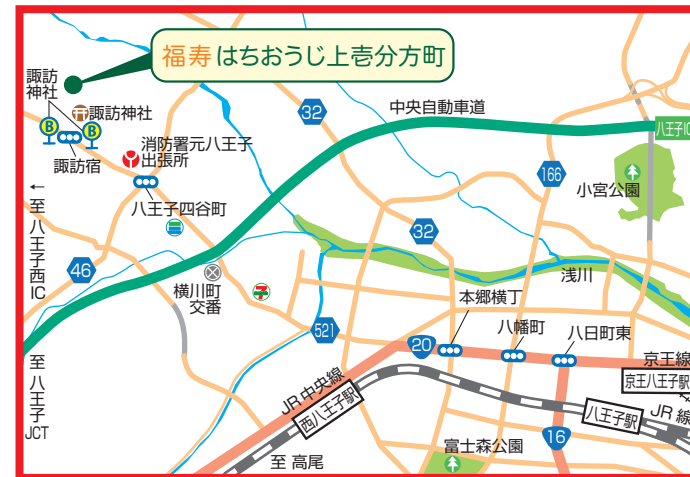 福寿はちおうじ上壱分方町
諏訪
神社
B
B
諏訪神社
諏訪宿
消防署元八王子
出張所
八王子四谷町
32
中央自動車道
八王子IC
166
小宮公園
← 至 八王子西IC
46
横川町
交番
7
32
浅川
本郷横丁
八幡町
八日町東
521
20
京王線
京王八王子駅
至 八王子JCT
JR中央線
西八王子駅
八王子駅
JR線
16
富士森公園
至 高尾